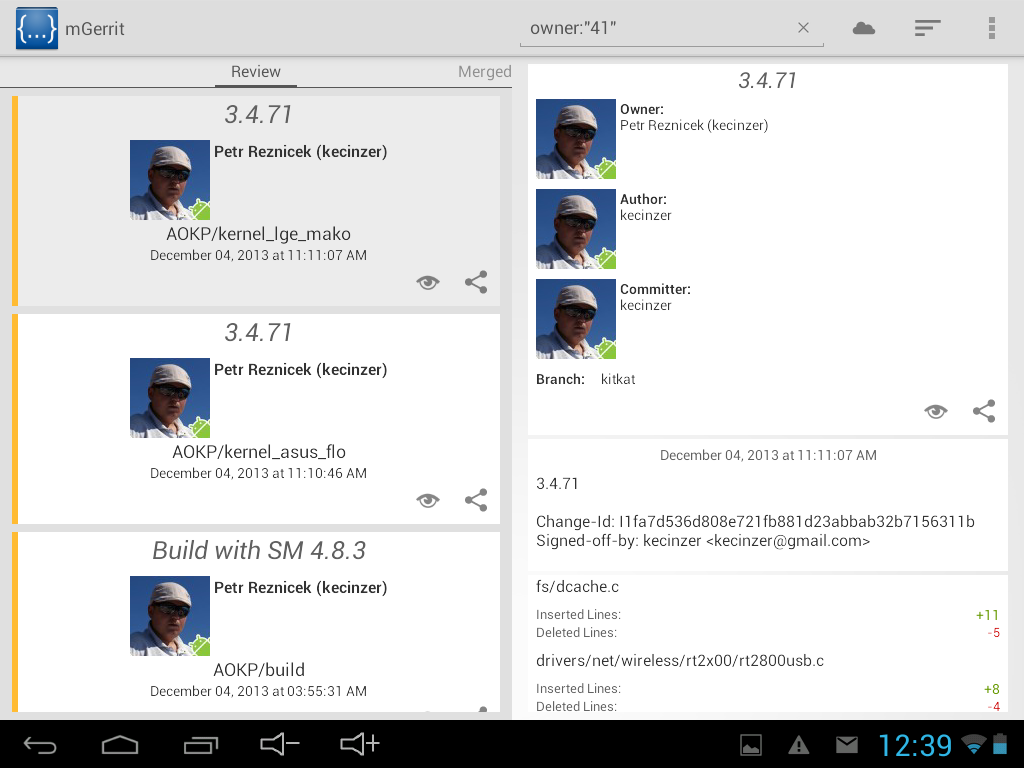 {...} mGerrit
owner:"41"
Review
Merged
3.4.71
Petr Reznicek (kecinzer)
AOKP/kernel_lge_mako
December 04, 2013 at 11:11:07 AM
3.4.71
Petr Reznicek (kecinzer)
AOKP/kernel_asus_flo
December 04, 2013 at 11:10:46 AM
Build with SM 4.8.3
Petr Reznicek (kecinzer)
AOKP/build
December 04, 2013 at 03:55:31 AM
3.4.71
Owner:
Petr Reznicek (kecinzer)
Author:
kecinzer
Committer:
kecinzer
Branch: kitkat
December 04, 2013 at 11:11:07 AM
3.4.71
Change-Id: I1fa7d536d808e721fb881d23abbab32b7156311b
Signed-off-by: kecinzer <kecinzer@gmail.com>
fs/dcache.c
Inserted Lines: +11
Deleted Lines: -5
drivers/net/wireless/rt2x00/rt2800usb.c
Inserted Lines: +8
Deleted Lines: -4
12:39